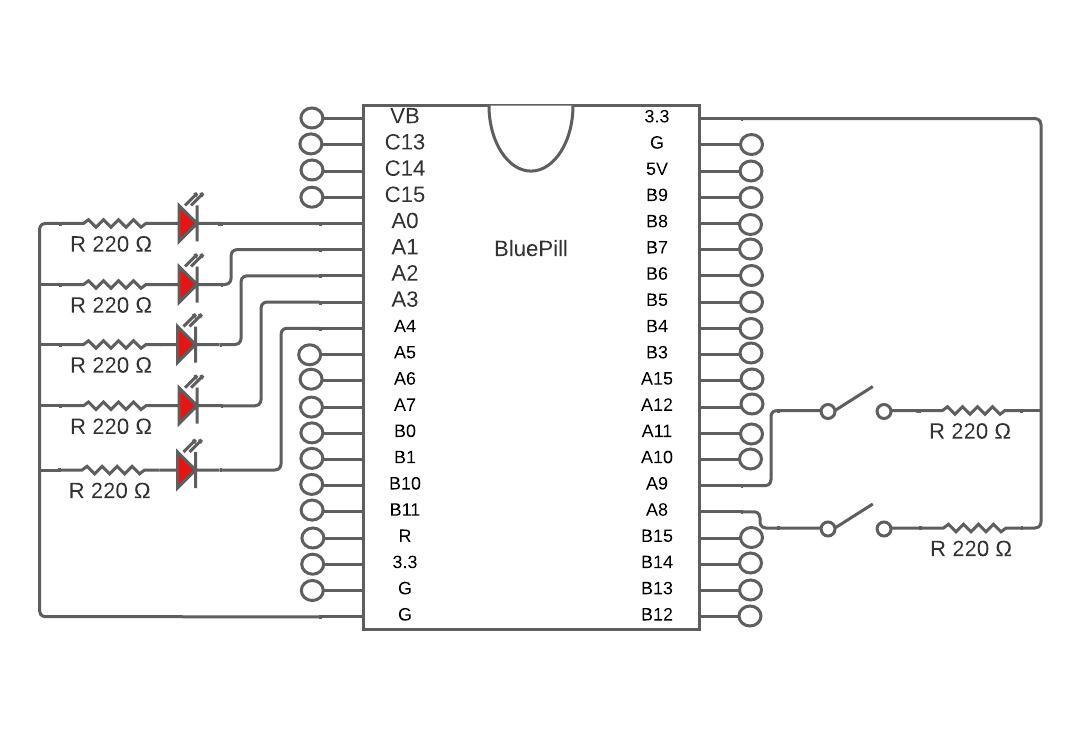 VB
C13
C14
C15
A0
A1
A2
A3
A4
A5
A6
A7
B0
B1
B10
B11
R
3.3
G
G
BluePill
3.3
G
5V
B9
B8
B7
B6
B5
B4
B3
A15
A12
A11
A10
A9
A8
B15
B14
B13
B12
R 220 Ω
R 220 Ω
R 220 Ω
R 220 Ω
R 220 Ω
R 220 Ω
R 220 Ω